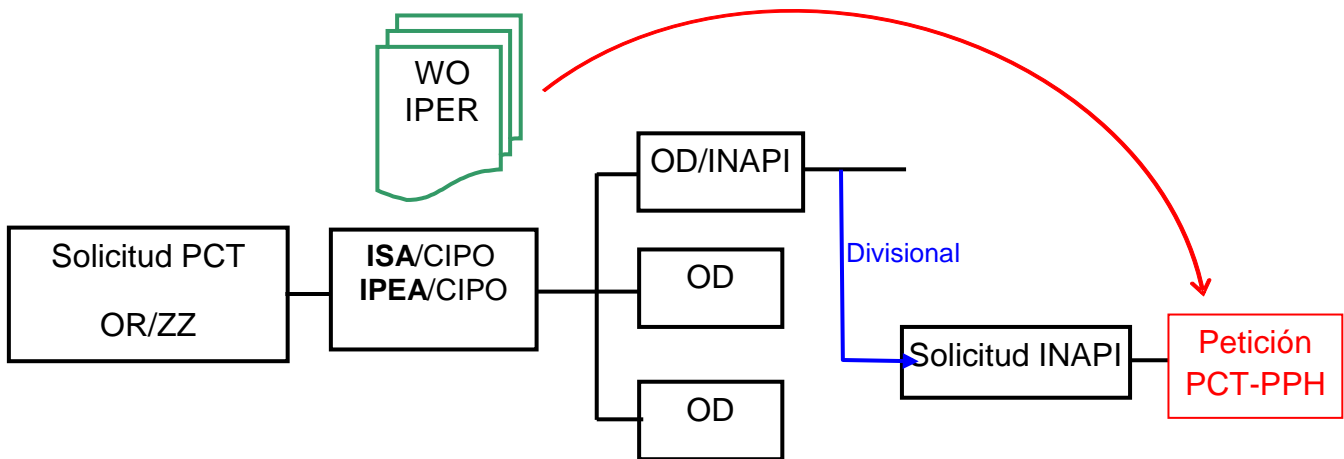 WO
IPER
OD/INAPI
Solicitud PCT
OR/ZZ
ISA/CIPO
IPEA/CIPO
Divisional
OD
Solicitud INAPI
Petición
PCT-PPH
OD